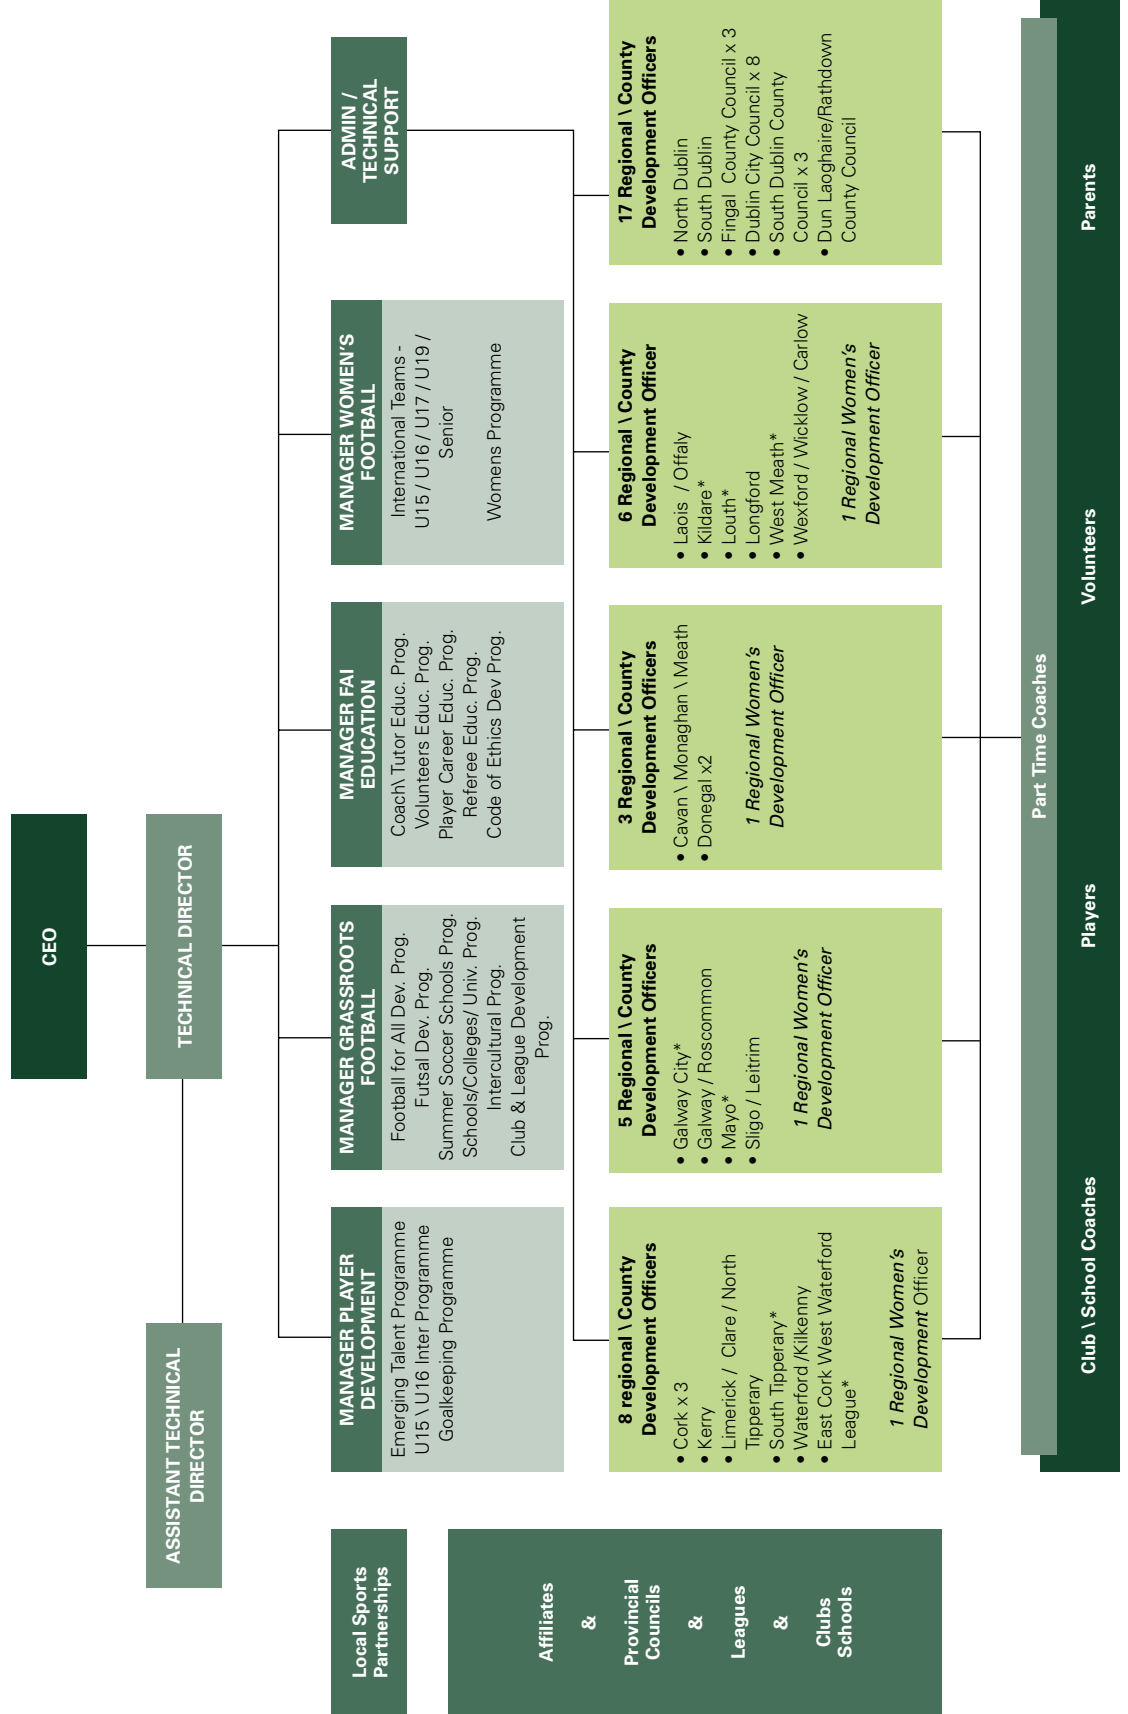 CEO
TECHNICAL DIRECTOR
ASSISTANT TECHNICAL
DIRECTOR
Local Sports
Partnerships
MANAGER PLAYER
DEVELOPMENT
Emerging Talent Programme
U15 \ U16 Inter Programme
Goalkeeping Programme
MANAGER GRASSROOTS
FOOTBALL
Football for All Dev. Prog.
Futsal Dev. Prog.
Summer Soccer Schools Prog.
Schools/Colleges/ Univ. Prog.
Intercultural Prog.
Club & League Development
Prog.
MANAGER FAI
EDUCATION
Coach\ Tutor Educ. Prog.
Volunteers Educ. Prog.
Player Career Educ. Prog.
Referee Educ. Prog.
Code of Ethics Dev Prog.
MANAGER WOMEN'S
FOOTBALL
International Teams -
U15 / U16 / U17 / U19 /
Senior
Womens Programme
ADMIN /
TECHNICAL
SUPPORT
Affiliates
&
Provincial
Councils
&
Leagues
&
Clubs
Schools
8 regional \ County
Development Officers
• Cork x 3
• Kerry
• Limerick / Clare / North
Tipperary
• South Tipperary*
• Waterford /Kilkenny
• East Cork West Waterford
League*
1 Regional Women's
Development Officer
5 Regional \ County
Development Officers
• Galway City*
• Galway / Roscommon
• Mayo*
• Sligo / Leitrim
1 Regional Women's
Development Officer
3 Regional \ County
Development Officers
• Cavan \ Monaghan \ Meath
• Donegal x2
1 Regional Women's
Development Officer
6 Regional \ County
Development Officer
• Laois / Offaly
• Kildare*
• Louth*
• Longford
• West Meath*
• Wexford / Wicklow / Carlow
1 Regional Women's
Development Officer
17 Regional \ County
Development Officers
• North Dublin
• South Dublin
• Fingal County Council x 3
• Dublin City Council x 8
• South Dublin County
Council x 3
• Dun Laoghaire/Rathdown
County Council
Part Time Coaches
Club \ School Coaches
Players
Volunteers
Parents